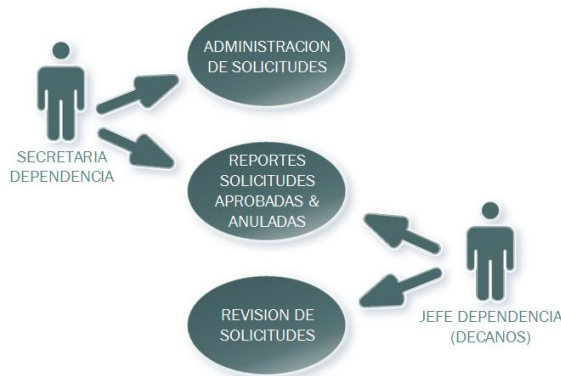 ADMINISTRACION
DE SOLICITUDES
SECRETARIA
DEPENDENCIA
REPORTES
SOLICITUDES
APROBADAS &
ANULADAS
REVISION DE
SOLICITUDES
JEFE DEPENDENCIA
(DECANOS)